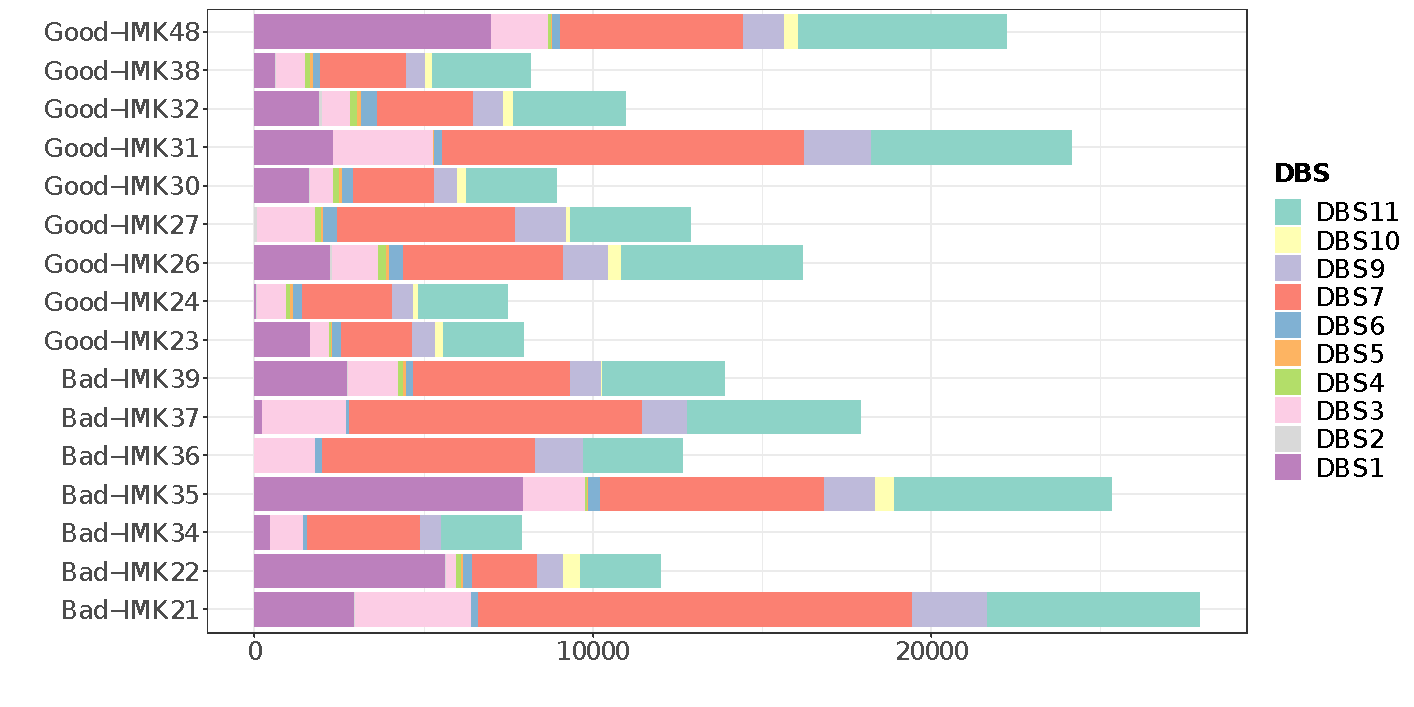 Good–IMK48
Good–IMK38
Good–IMK32
Good–IMK31
Good–IMK30
Good–IMK27
Good–IMK26
Good–IMK24
Good–IMK23
Bad–IMK39
Bad–IMK37
Bad–IMK36
Bad–IMK35
Bad–IMK34
Bad–IMK22
Bad–IMK21
0 10000 20000
DBS
DBS11
DBS10
DBS9
DBS7
DBS6
DBS5
DBS4
DBS3
DBS2
DBS1